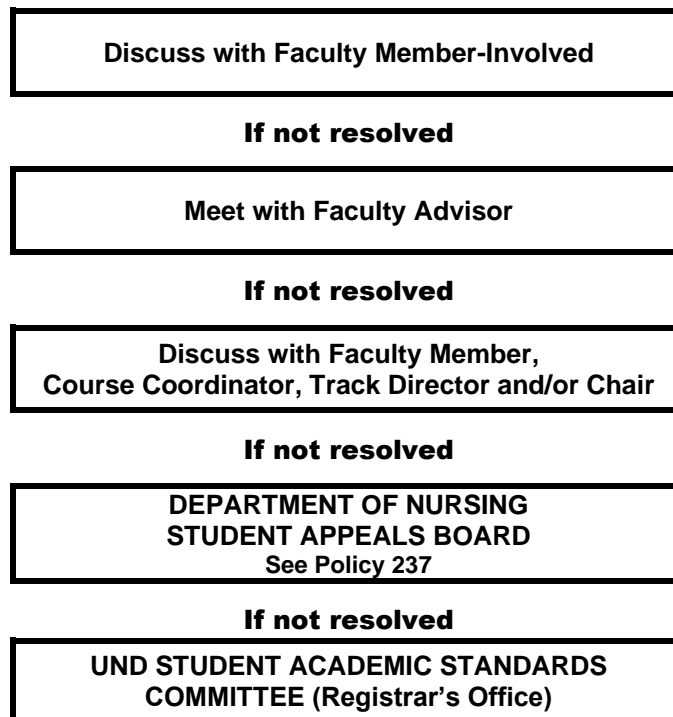 Discuss with Faculty Member-Involved
If not resolved
Meet with Faculty Advisor
If not resolved
Discuss with Faculty Member,
Course Coordinator, Track Director and/or Chair
If not resolved
DEPARTMENT OF NURSING
STUDENT APPEALS BOARD
See Policy 237
If not resolved
UND STUDENT ACADEMIC STANDARDS
COMMITTEE (Registrar’s Office)